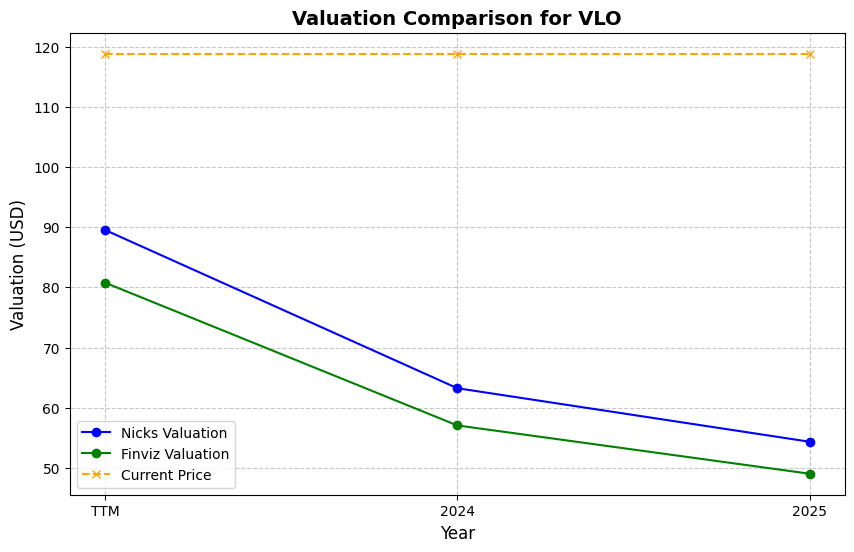 Valuation Comparison for VLO
Valuation (USD)
120
110
100
90
80
70
60
50
Nicks Valuation
Finviz Valuation
Current Price
TTM
2024
2025
Year